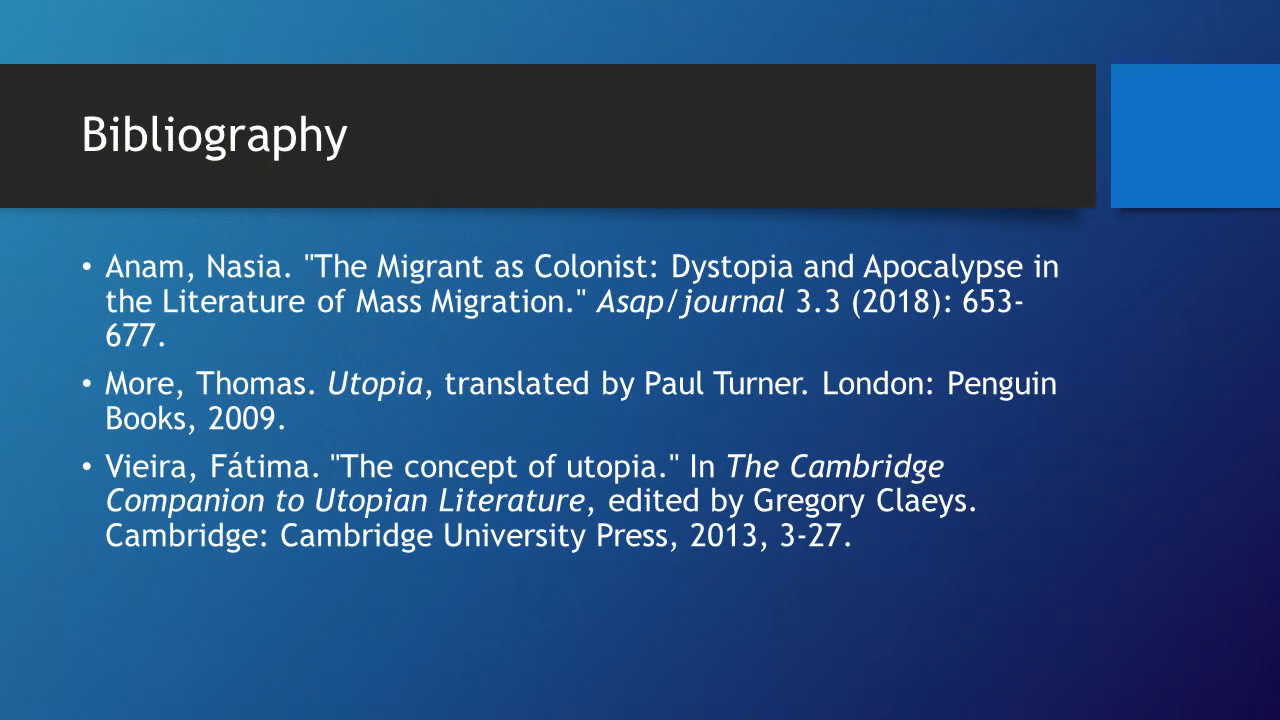 Bibliography
• Anam, Nasia. "The Migrant as Colonist: Dystopia and Apocalypse in
the Literature of Mass Migration." Asap/journal 3.3 (2018): 653-
677.
• More, Thomas. Utopia, translated by Paul Turner. London: Penguin
Books, 2009.
• Vieira, Fátima. "The concept of utopia." In The Cambridge
Companion to Utopian Literature, edited by Gregory Claeys.
Cambridge: Cambridge University Press, 2013, 3-27.